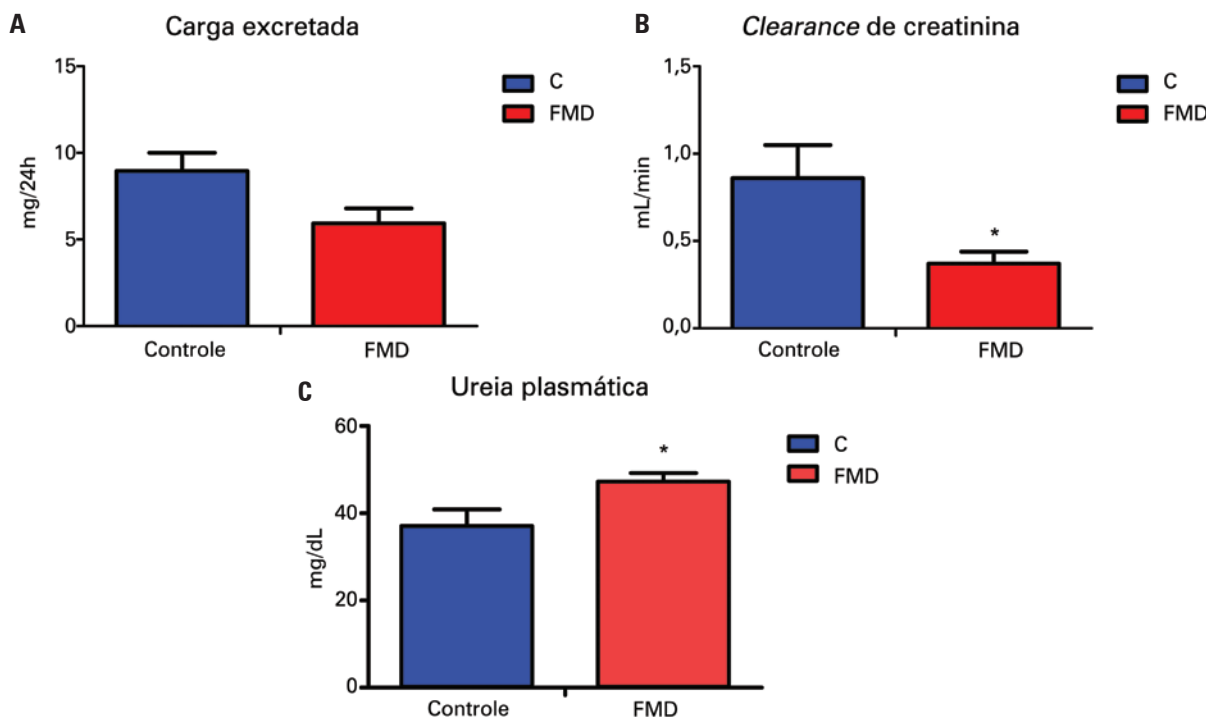 A
Carga excretada
15
10
5
0
mg/24h
C
FMD
Controle
FMD
B
Clearance de creatinina
1,5
1,0
0,5
0,0
mL/min
C
FMD
*
Controle
FMD
C
Ureia plasmática
60
40
20
0
mg/dL
C
FMD
*
Controle
FMD